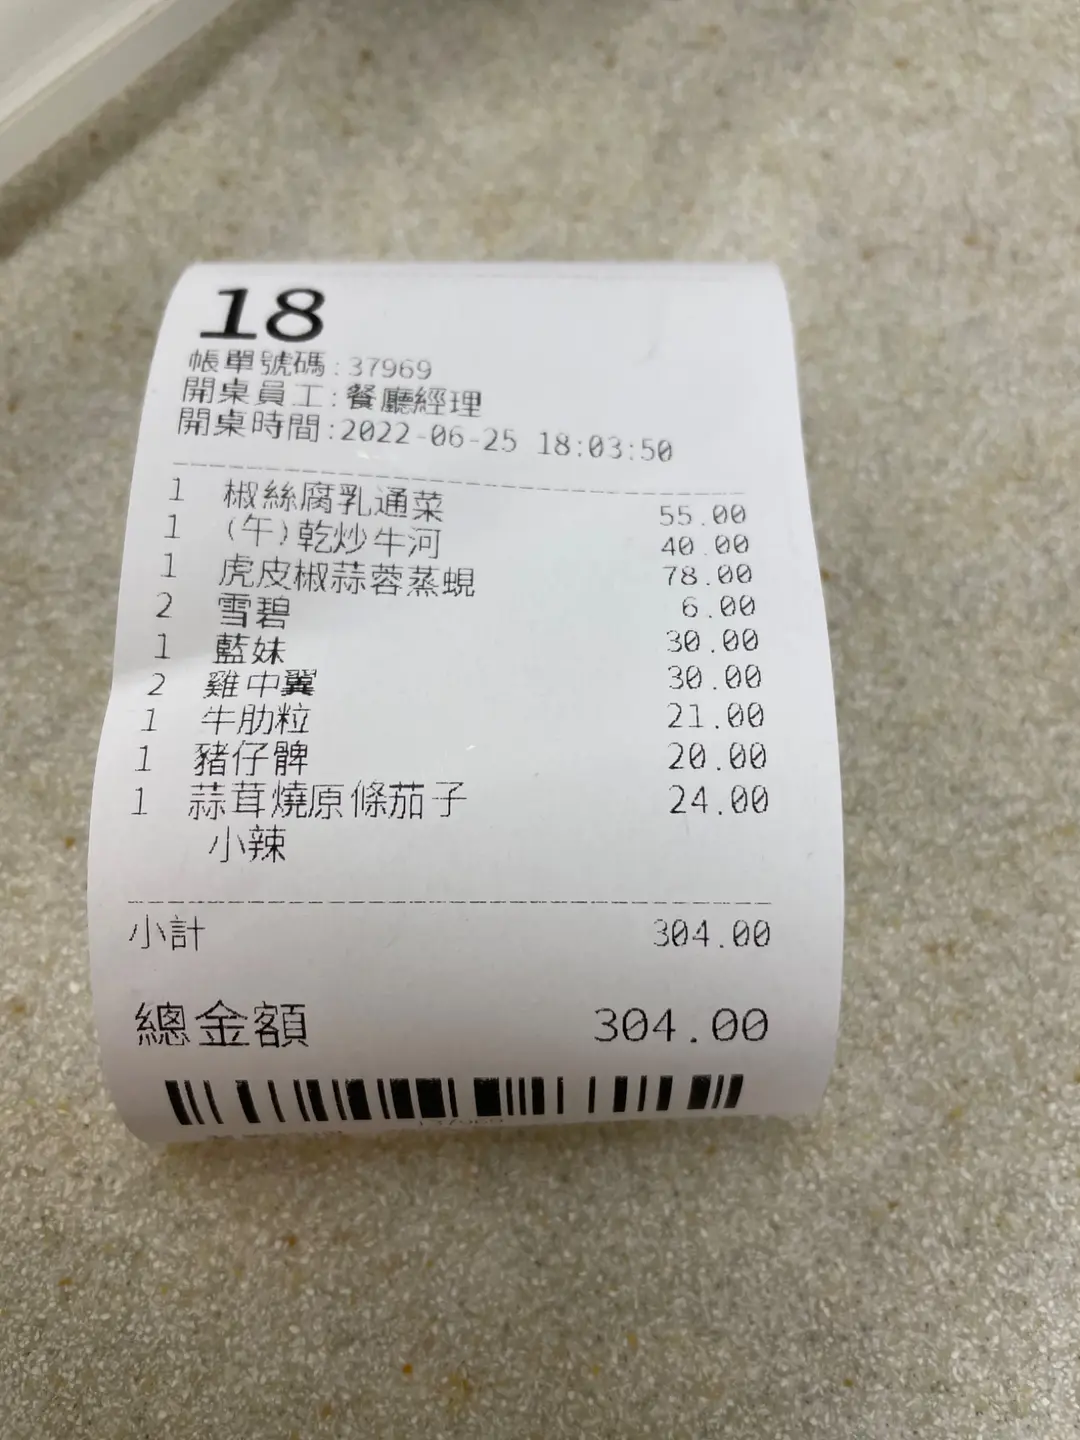 18
帳單號碼:37969
開桌員工:餐廳經理
開桌時間:2022-06-25 18:03:50
1 椒絲腐乳通菜 55.00
1 (午)乾炒牛河 40.00
1 虎皮椒蒜蓉蒸蜆 78.00
2 雪碧 6.00
1 藍妹 30.00
2 雞中翼 30.00
1 牛肋粒 21.00
1 豬仔髀 20.00
1 蒜茸燒原條茄子 24.00
小辣
小計 304.00
總金額 304.00